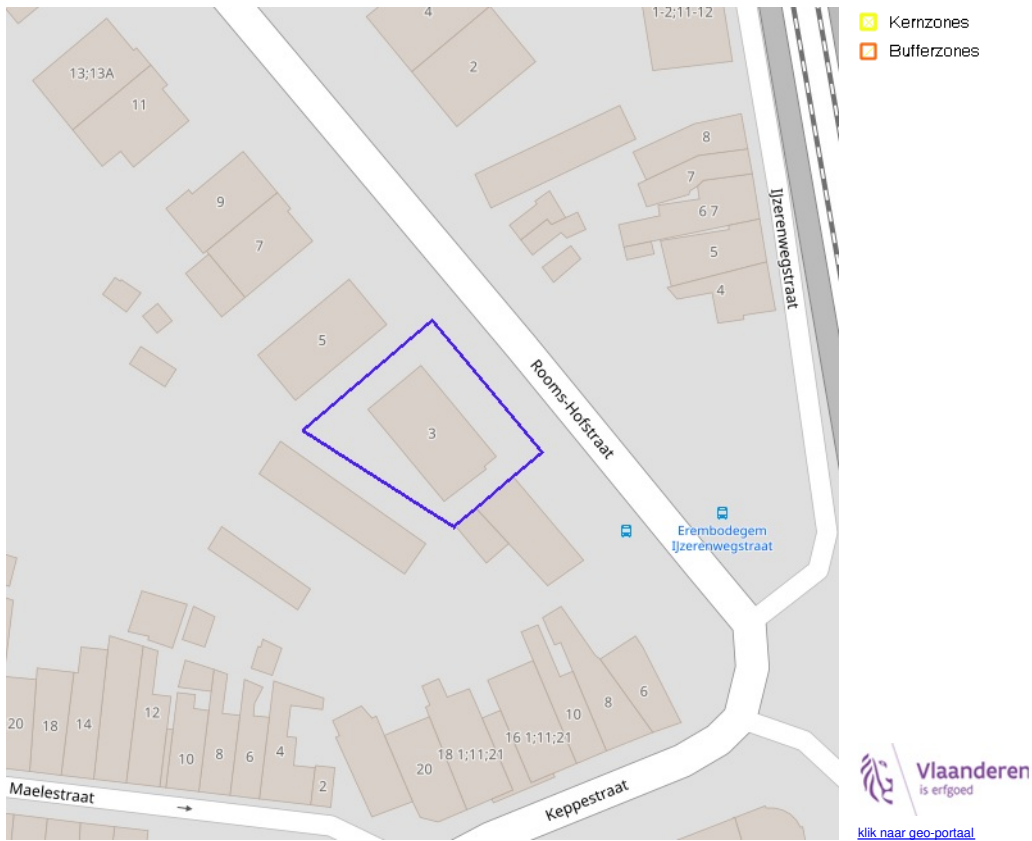 4
1-2;11-12
Kernzones
2
Bufferzones
13;13A
11
8
7
9
6 7
IJzerenwegstraat
7
5
4
5
Rooms-Hofstraat
3
Erembodegem
IJzerenwegstraat
6
8
10
12
16 1;11;21
20
18
14
18 1;11;21
4
10
8
6
20
2
Maelestraat
Keppestraat
Vlaanderen
is erfgoed
klik naar geo-portaal